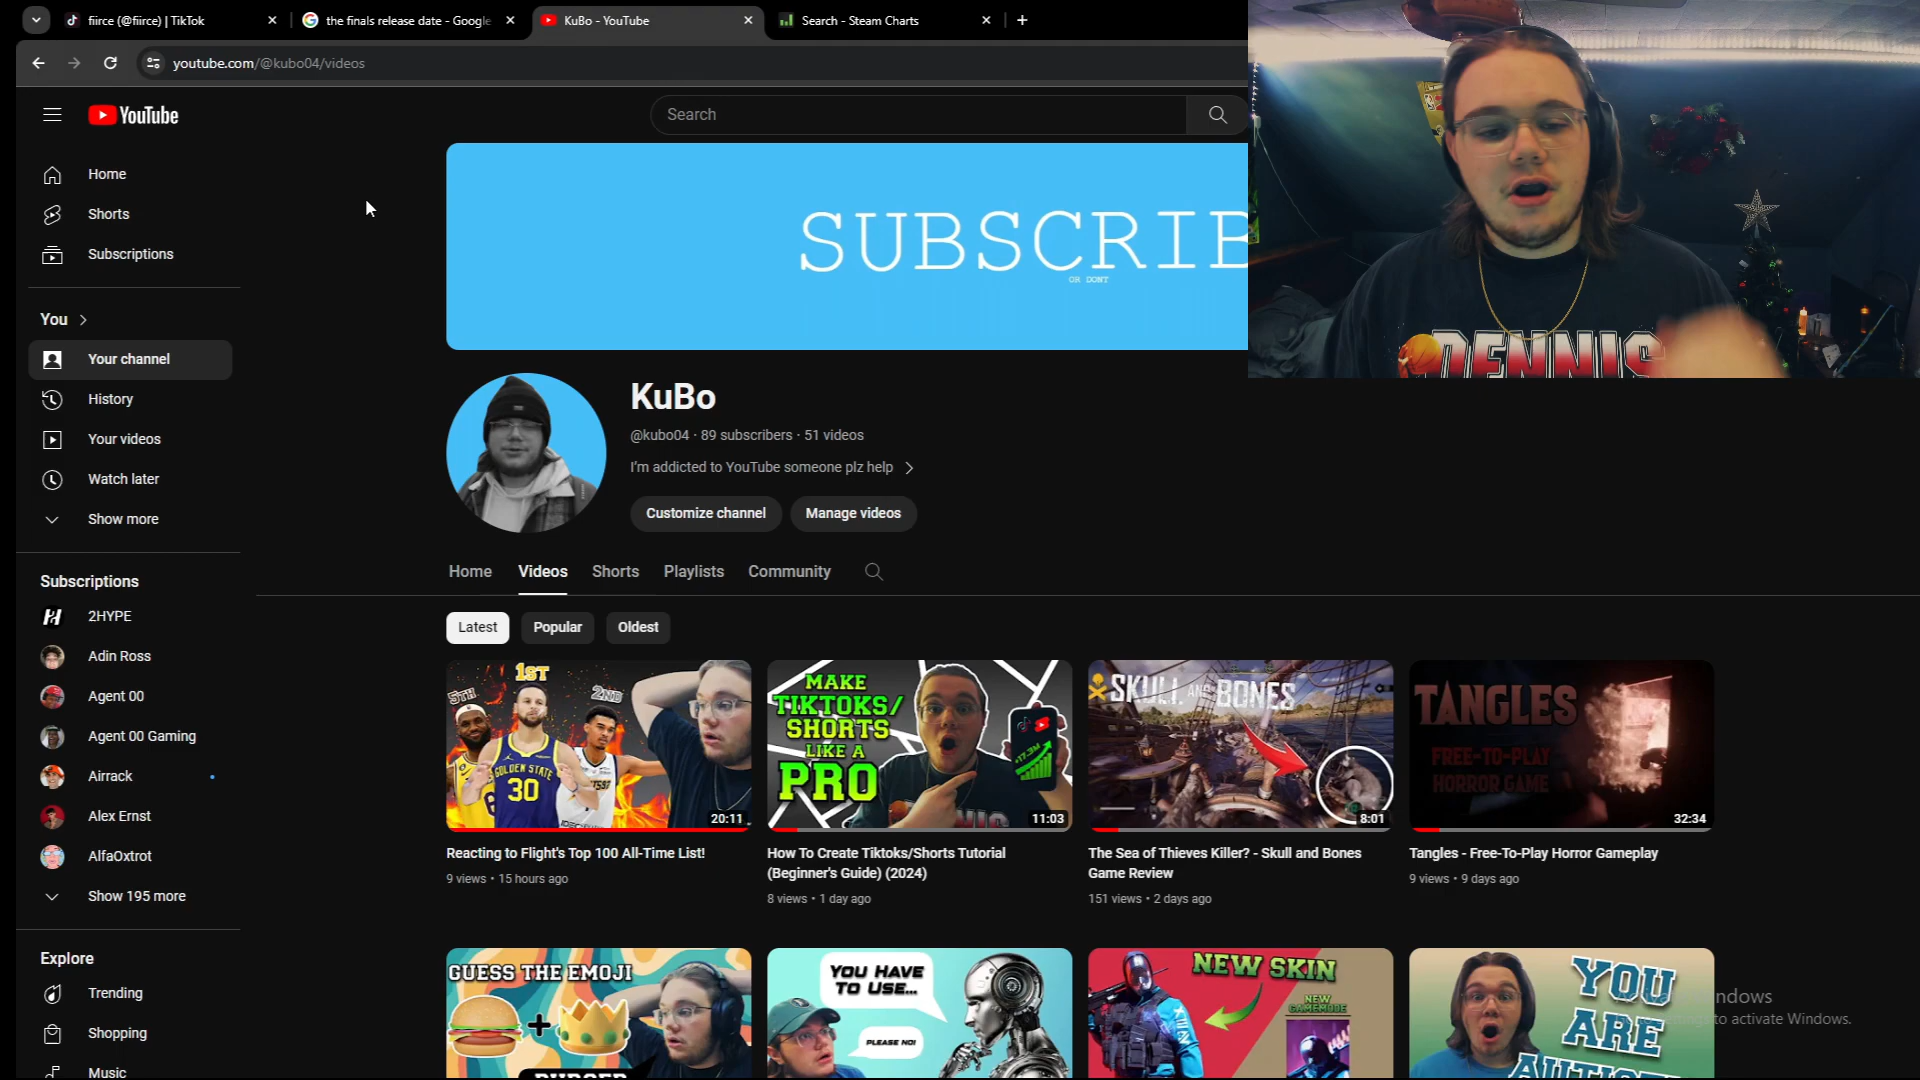 fiirce (@fiirce) | TikTok
the finals release date - Google
KuBo - YouTube
Search - Steam Charts
youtube.com/@kubo04/videos
YouTube
Search
Home
Shorts
Subscriptions
You
Your channel
History
Your videos
Watch later
Show more
Subscriptions
2HYPE
Adin Ross
Agent 00
Agent 00 Gaming
Airrack
Alex Ernst
AlfaOxtrot
Show 195 more
Explore
Trending
Shopping
Music
SUBSCRIB
OR DONT
DENNIS
KuBo
@kubo04 · 89 subscribers · 51 videos
I'm addicted to YouTube someone plz help
Customize channel
Manage videos
Home
Videos
Shorts
Playlists
Community
Latest
Popular
Oldest
5TH
1ST
2ND
GOLDEN STATE
30
20:11
Reacting to Flight's Top 100 All-Time List!
9 views • 15 hours ago
MAKE
TIKTOKS/
SHORTS
LIKE A
PRO
11:03
How To Create Tiktoks/Shorts Tutorial
(Beginner's Guide) (2024)
8 views • 1 day ago
SKULL AND BONES
8:01
The Sea of Thieves Killer? - Skull and Bones
Game Review
151 views • 2 days ago
TANGLES
FREE-TO-PLAY
HORROR GAME
32:34
Tangles - Free-To-Play Horror Gameplay
9 views • 9 days ago
GUESS THE EMOJI
+
YOU HAVE
TO USE...
PLEASE NO!
NEW SKIN
NEW
GAMEMODE
YOU
ARE
to activate Windows.